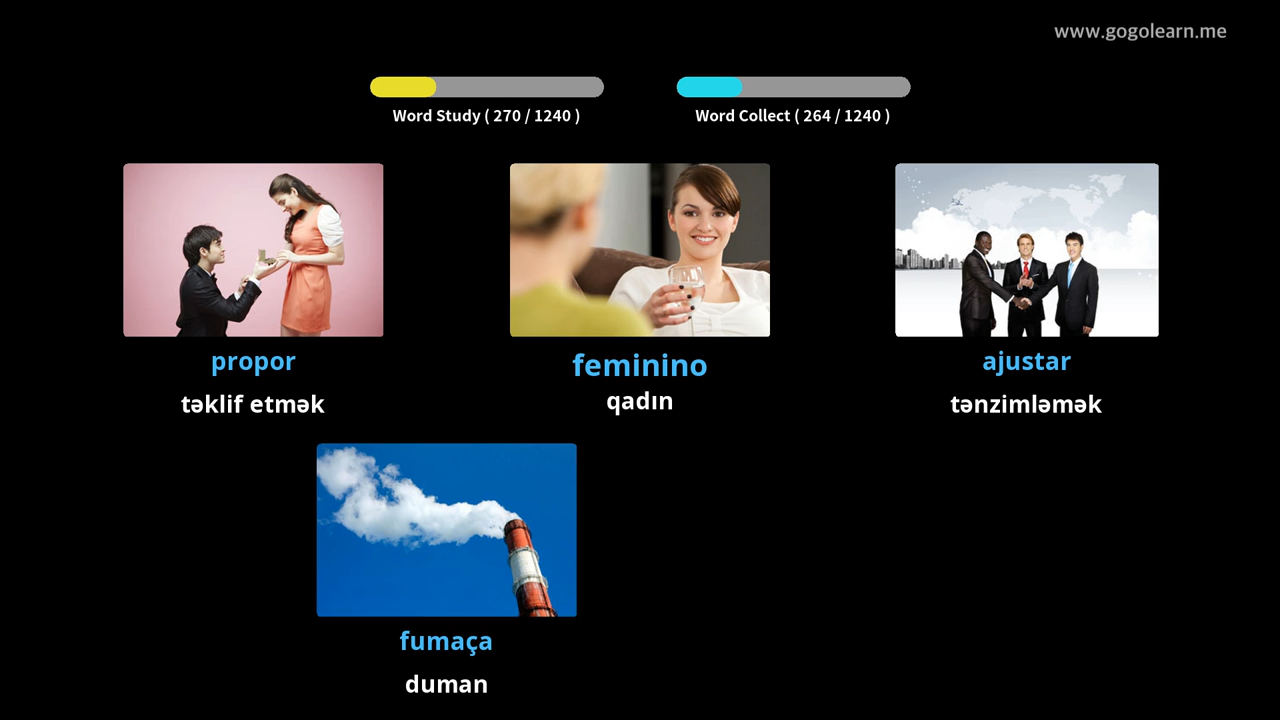 www.gogolearn.me
Word Study ( 270 / 1240 )
Word Collect ( 264 / 1240 )
propor
təklif etmək
feminino
qadın
ajustar
tənzimləmək
fumaça
duman